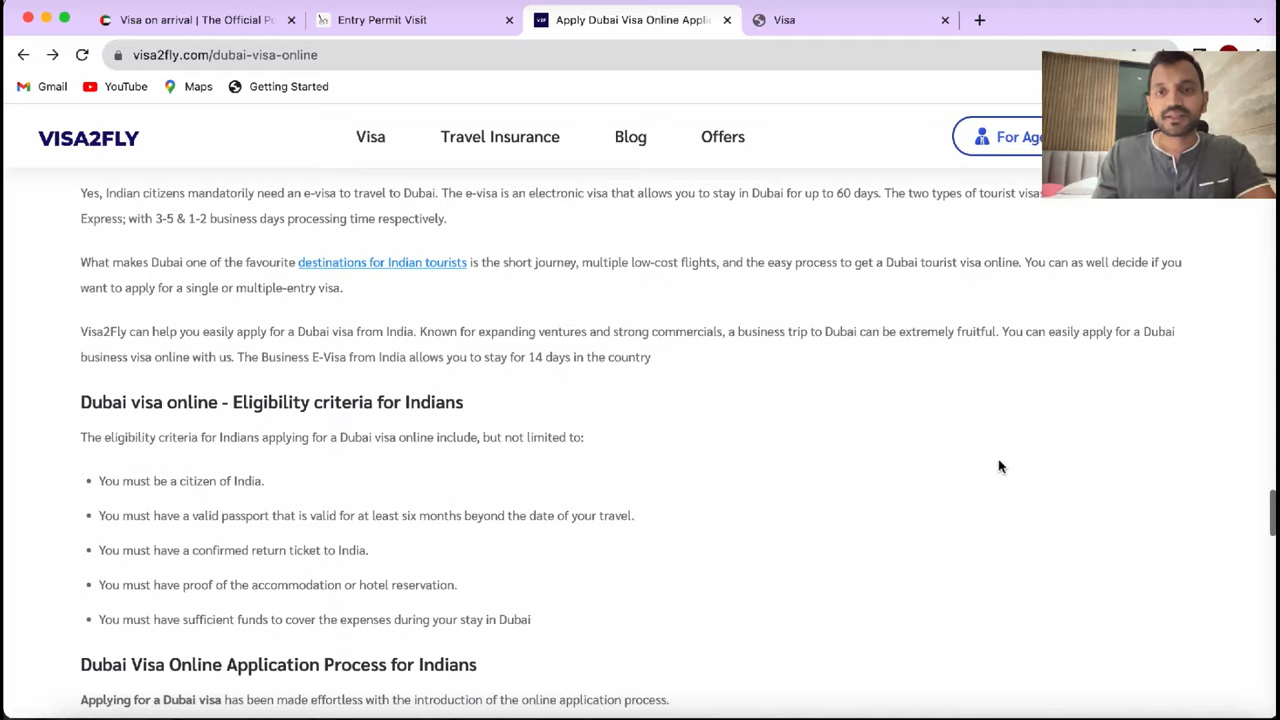 Visa on arrival | The Official Po
Entry Permit Visit
VBF
Apply Dubai Visa Online Appli
Visa
visa2fly.com/dubai-visa-online
Gmail
YouTube
Maps
Getting Started
VISA2FLY
Visa
Travel Insurance
Blog
Offers
For Age
Yes, Indian citizens mandatorily need an e-visa to travel to Dubai. The e-visa is an electronic visa that allows you to stay in Dubai for up to 60 days. The two types of tourist visas
Express; with 3-5 & 1-2 business days processing time respectively.
What makes Dubai one of the favourite destinations for Indian tourists is the short journey, multiple low-cost flights, and the easy process to get a Dubai tourist visa online. You can as well decide if you
want to apply for a single or multiple-entry visa.
Visa2Fly can help you easily apply for a Dubai visa from India. Known for expanding ventures and strong commercials, a business trip to Dubai can be extremely fruitful. You can easily apply for a Dubai
business visa online with us. The Business E-Visa from India allows you to stay for 14 days in the country
Dubai visa online - Eligibility criteria for Indians
The eligibility criteria for Indians applying for a Dubai visa online include, but not limited to:
• You must be a citizen of India.
• You must have a valid passport that is valid for at least six months beyond the date of your travel.
• You must have a confirmed return ticket to India.
• You must have proof of the accommodation or hotel reservation.
• You must have sufficient funds to cover the expenses during your stay in Dubai
Dubai Visa Online Application Process for Indians
Applying for a Dubai visa has been made effortless with the introduction of the online application process.